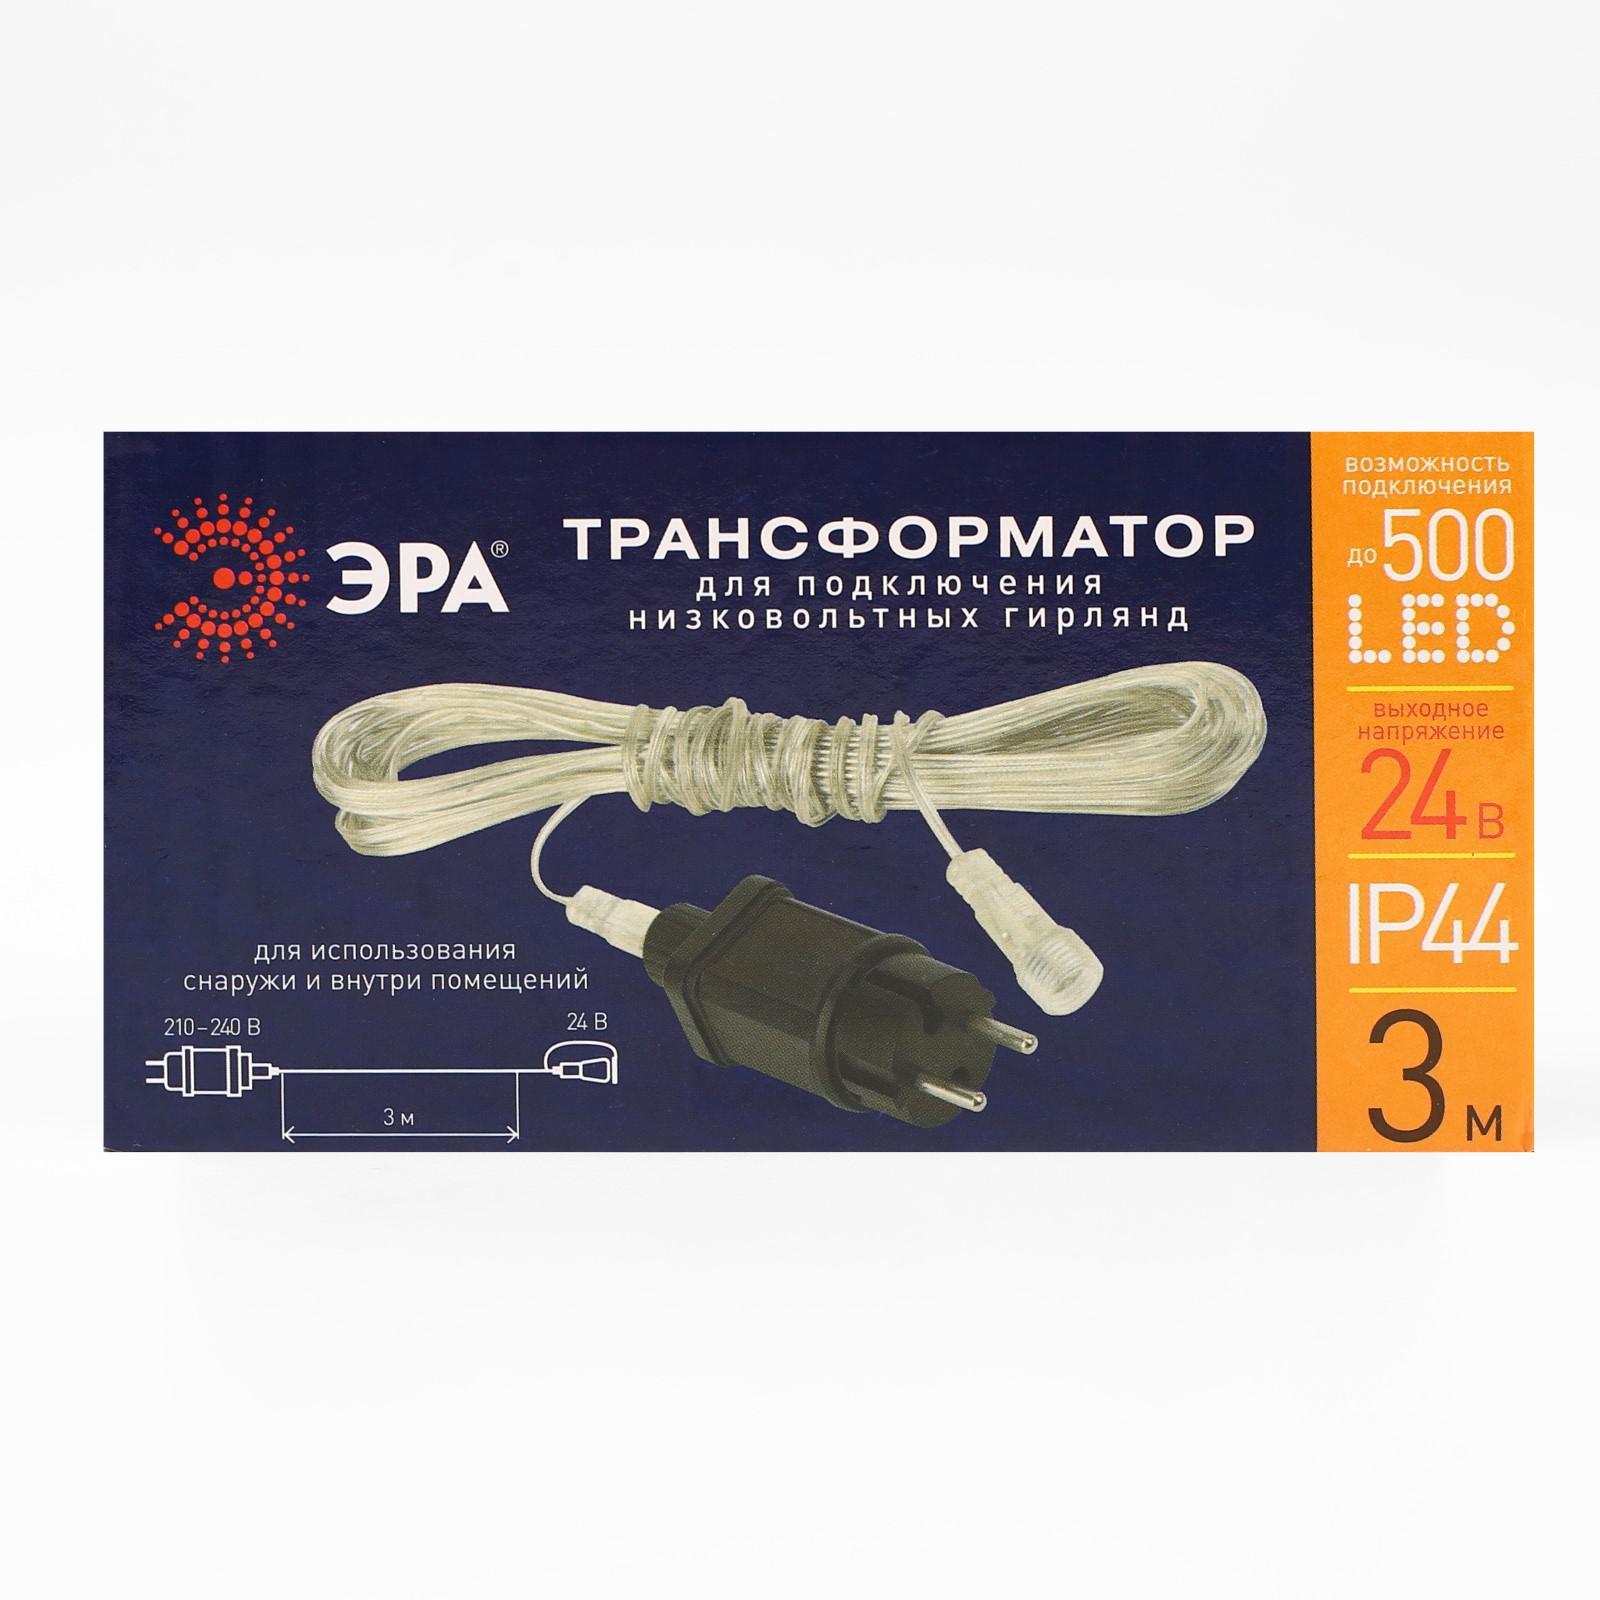 ЭРА®
ТРАНСФОРМАТОР
для подключения
низковольтных гирлянд
для использования
снаружи и внутри помещений
210-240 В
24 В
3 м
возможность
подключения
до 500
LED
выходное
напряжение
24 В
IP44
3 м